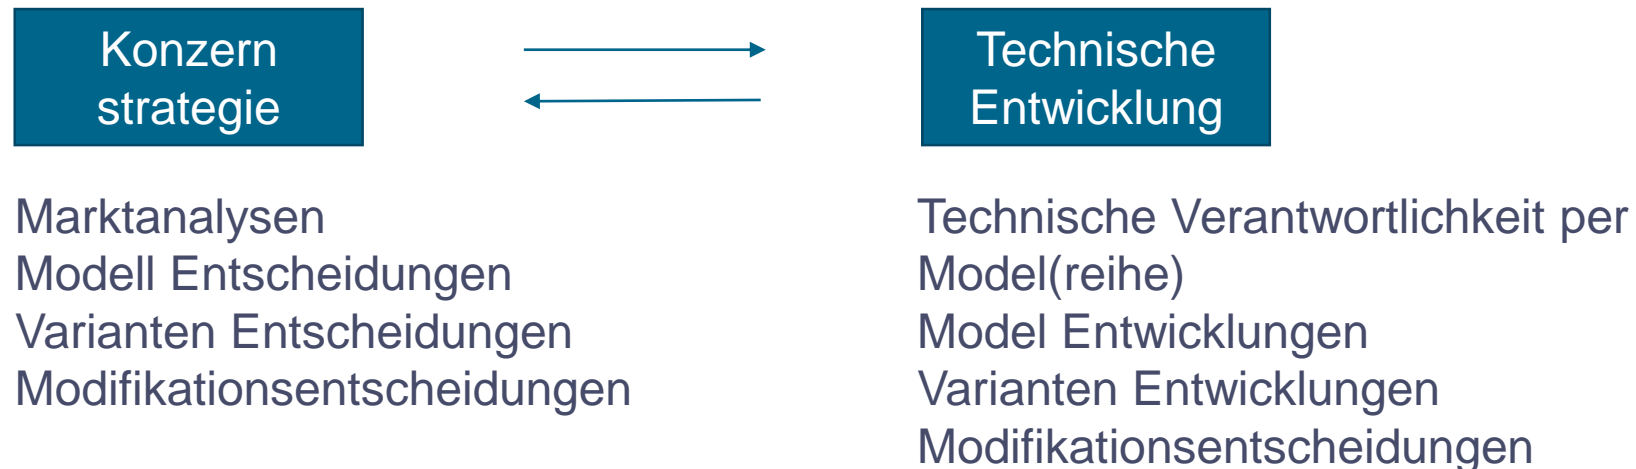 Konzern
strategie
Technische
Entwicklung
Marktanalysen
Modell Entscheidungen
Varianten Entscheidungen
Modifikationsentscheidungen
Technische Verantwortlichkeit per
Model(reihe)
Model Entwicklungen
Varianten Entwicklungen
Modifikationsentscheidungen